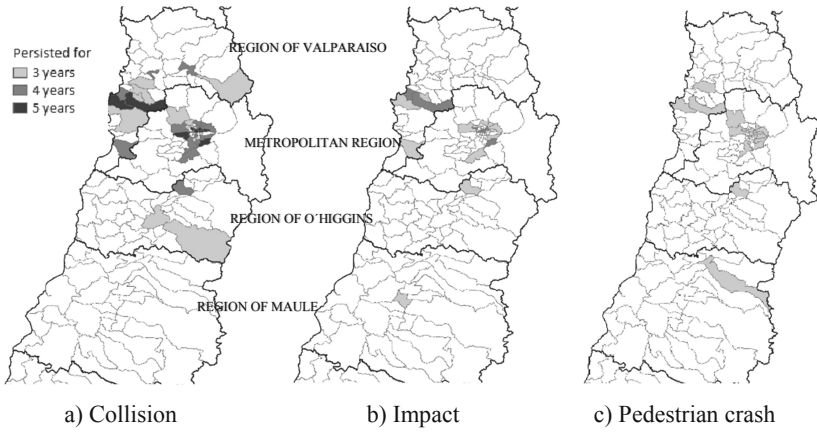 REGION OF VALPARAISO
Persisted for
3 years
4 years
5 years
METROPOLITAN REGION
REGION OF O´HIGGINS
REGION OF MAULE
a) Collision
b) Impact
c) Pedestrian crash